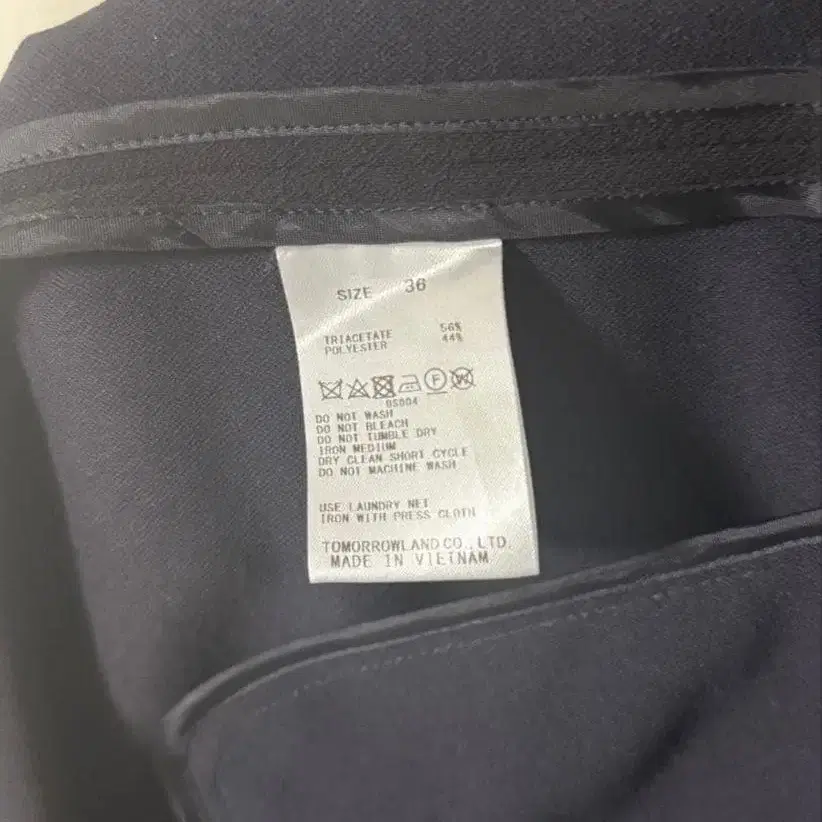 SIZE 36
TRIACETATE 56%
POLYESTER 44%
F W
BS004
DO NOT WASH
DO NOT BLEACH
DO NOT TUMBLE DRY
IRON MEDIUM
DRY CLEAN SHORT CYCLE
DO NOT MACHINE WASH
USE LAUNDRY NET
IRON WITH PRESS CLOTH
TOMORROWLAND CO., LTD.
MADE IN VIETNAM